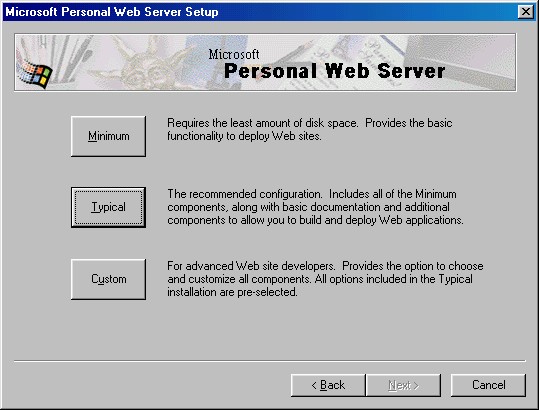 Microsoft Personal Web Server Setup
Microsoft
Personal Web Server
Minimum
Requires the least amount of disk space. Provides the basic
functionality to deploy Web sites.
Typical
The recommended configuration. Includes all of the Minimum
components, along with basic documentation and additional
components to allow you to build and deploy Web applications.
Custom
For advanced Web site developers. Provides the option to choose
and customize all components. All options included in the Typical
installation are pre-selected.
< Back Next > Cancel